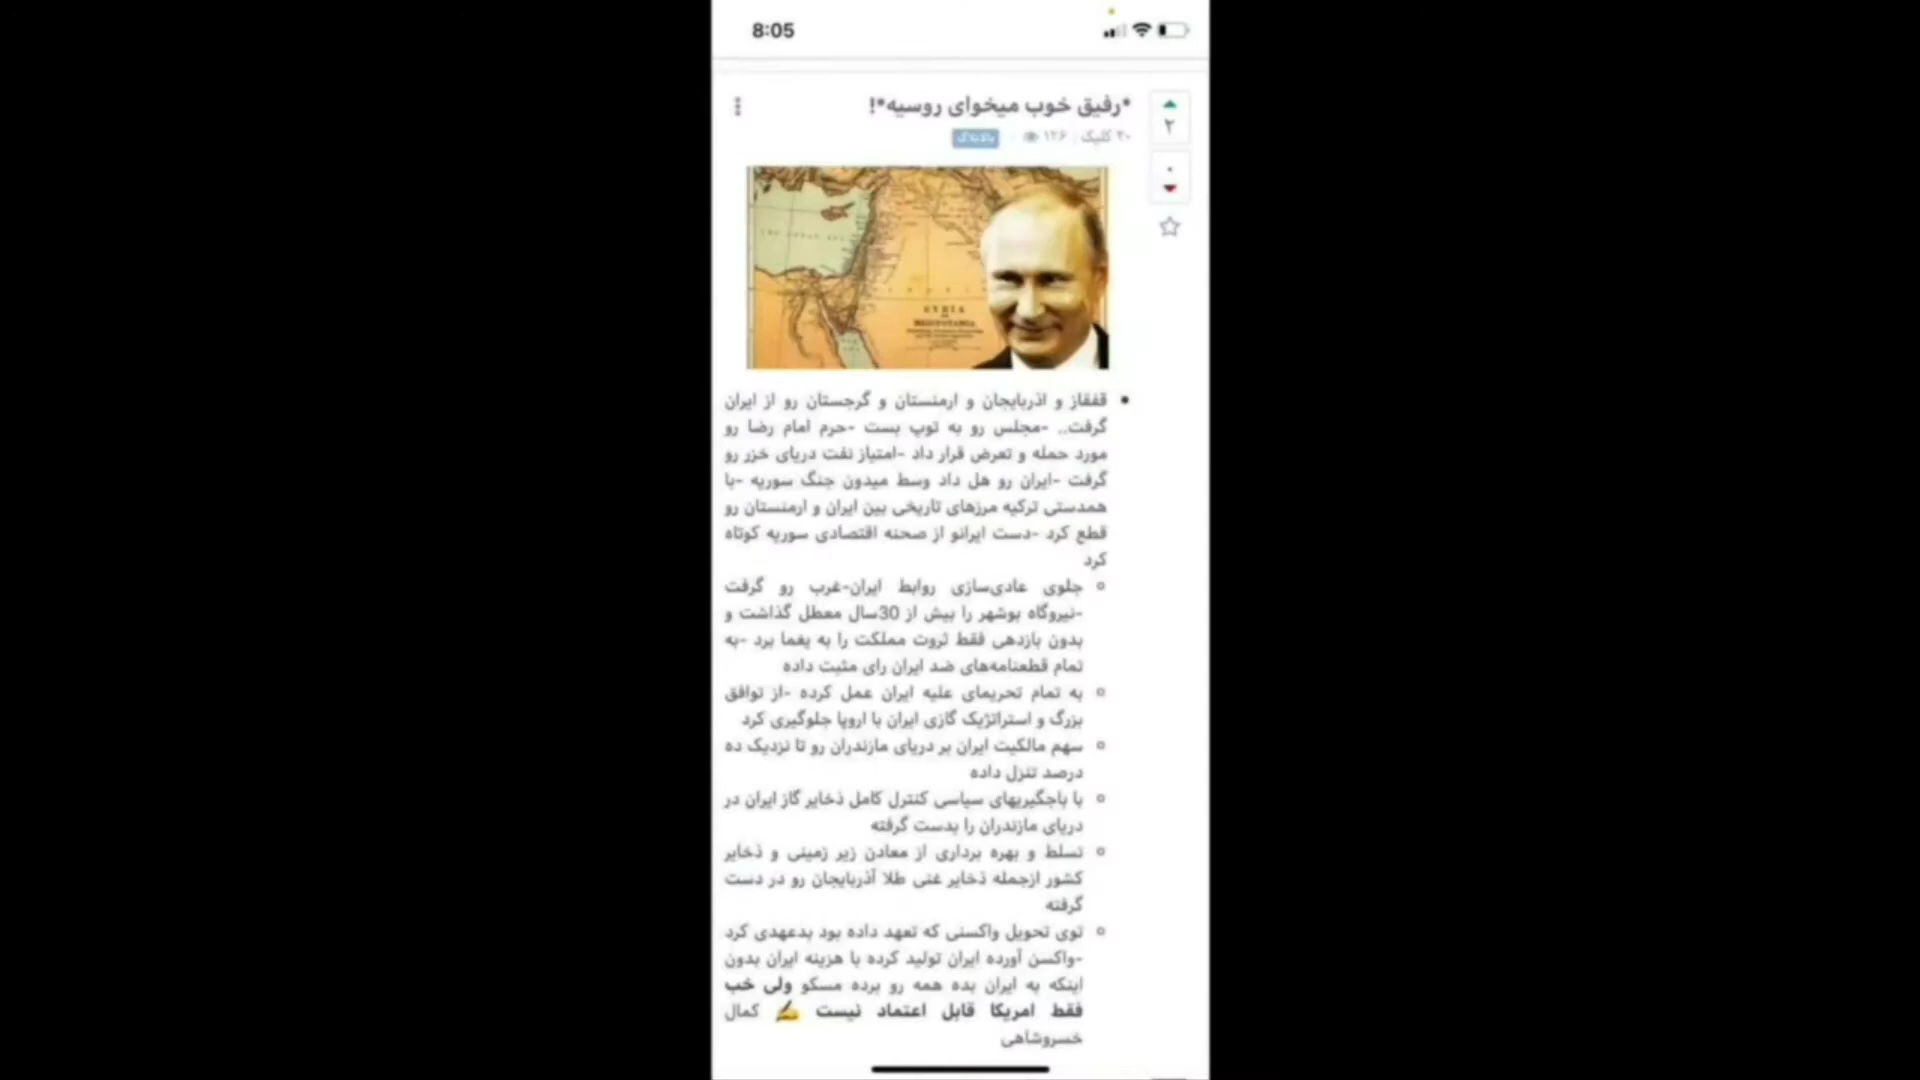 8:05
*رفیق خوب میخوای روسیه*!
۲
۲۰ کلیک | ۱۲۶
۰
SYRIA
MESOPOTAMIA
قفقاز و اذربایجان و ارمنستان و گرجستان رو از ایران
گرفت.. -مجلس رو به توپ بست -حرم امام رضا رو
مورد حمله و تعرض قرار داد -امتیاز نفت دریای خزر رو
گرفت -ایران رو هل داد وسط میدون جنگ سوریه -با
همدستی ترکیه مرزهای تاریخی بین ایران و ارمنستان رو
قطع کرد -دست ایرانو از صحنه اقتصادی سوریه کوتاه
کرد
جلوی عادی‌سازی روابط ایران-غرب رو گرفت
-نیروگاه بوشهر را بیش از 30سال معطل گذاشت و
بدون بازدهی فقط ثروت مملکت را به یغما برد -به
تمام قطعنامه‌های ضد ایران رای مثبت داده
به تمام تحریمای علیه ایران عمل کرده -از توافق
بزرگ و استراتژیک گازی ایران با اروپا جلوگیری کرد
سهم مالکیت ایران بر دریای مازندران رو تا نزدیک ده
درصد تنزل داده
با باجگیریهای سیاسی کنترل کامل ذخایر گاز ایران در
دریای مازندران را بدست گرفته
تسلط و بهره برداری از معادن زیر زمینی و ذخایر
کشور ازجمله ذخایر غنی طلا آذربایجان رو در دست
گرفته
توی تحویل واکسنی که تعهد داده بود بدعهدی کرد
-واکسن آورده ایران تولید کرده با هزینه ایران بدون
اینکه به ایران بده همه رو برده مسکو ولی خب
فقط امریکا قابل اعتماد نیست ✍️ کمال
خسروشاهی